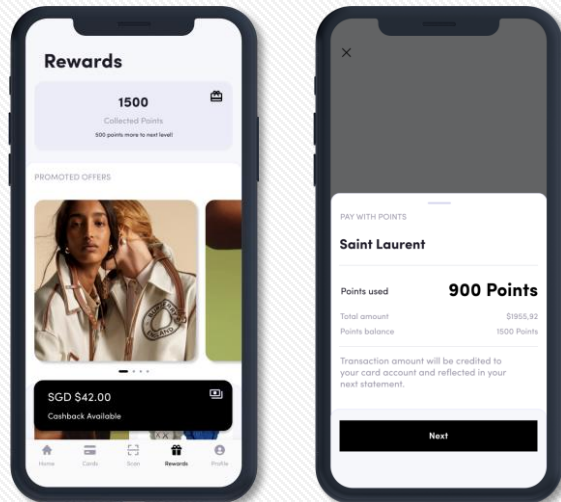 Rewards
1500
Collected Points
500 points more to next level!
PROMOTED OFFERS
SGD $42.00
Cashback Available
Home Cards Scan Rewards Profile
PAY WITH POINTS
Saint Laurent
Points used 900 Points
Total amount $1955,92
Points balance 1500 Points
Transaction amount will be credited to
your card account and reflected in your
next statement.
Next